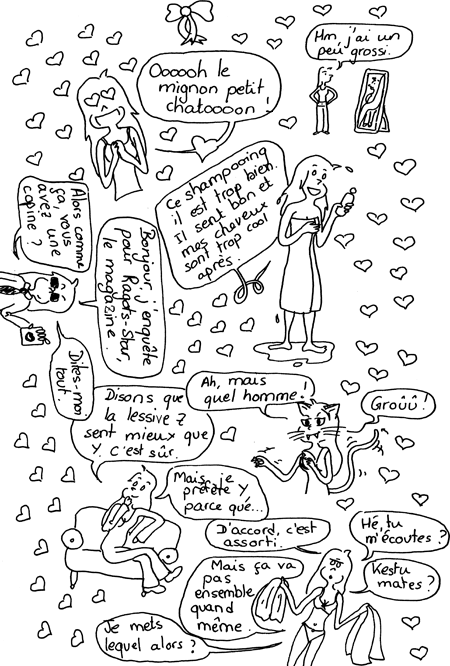 Hm, j'ai un
peu grossi.
Oooooh le
mignon petit
chatoooon !
Ce shampooing
il est trop bien.
Il sent bon et
mes cheveux
sont trop cool
après.
Alors comme
ça, vous
avez une
copine ?
Bonjour, j'enquête
pour Ragots-Star,
le magazine.
Dites-moi
tout.
Ah, mais
quel homme !
Groûû !
Disons que
la lessive Z
sent mieux que
Y, c'est sûr.
Mais je
préfère Y,
parce que...
D'accord, c'est
assorti.
Hé, tu
m'écoutes ?
Mais ça va
pas
ensemble
quand
même.
Kestu
mates ?
Je mets
lequel alors ?